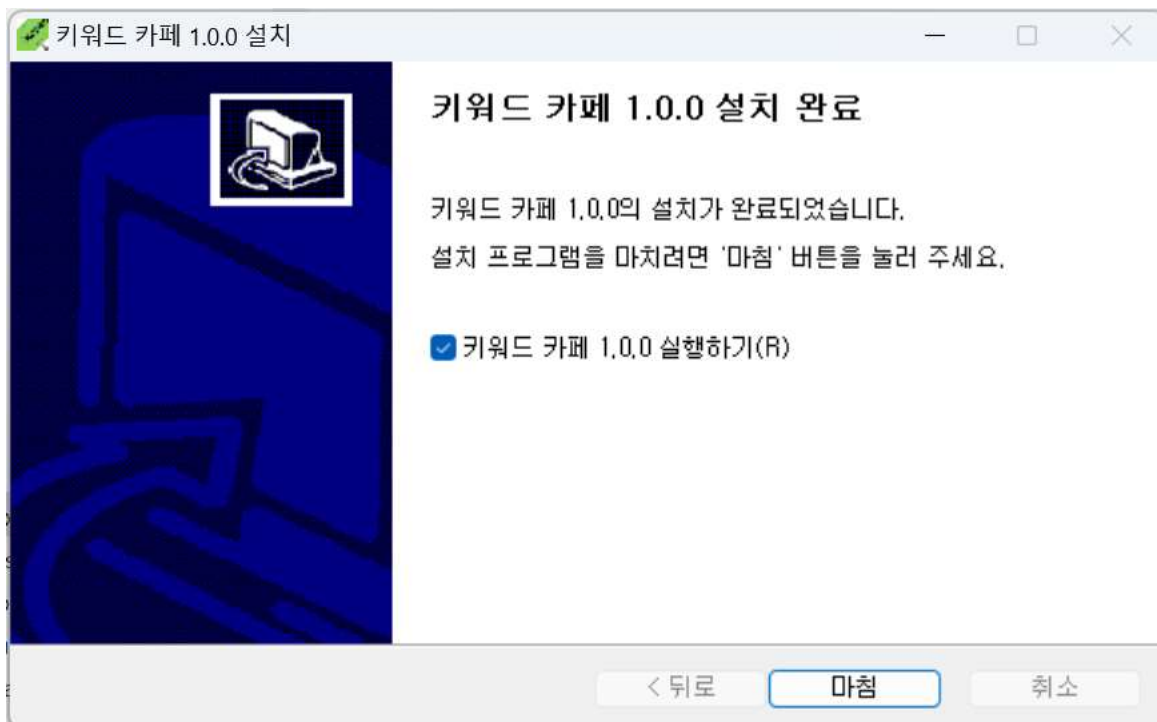 키워드 카페 1.0.0 설치
키워드 카페 1.0.0 설치 완료
키워드 카페 1.0.0의 설치가 완료되었습니다.
설치 프로그램을 마치려면 '마침' 버튼을 눌러 주세요.
키워드 카페 1.0.0 실행하기(R)
< 뒤로
마침
취소